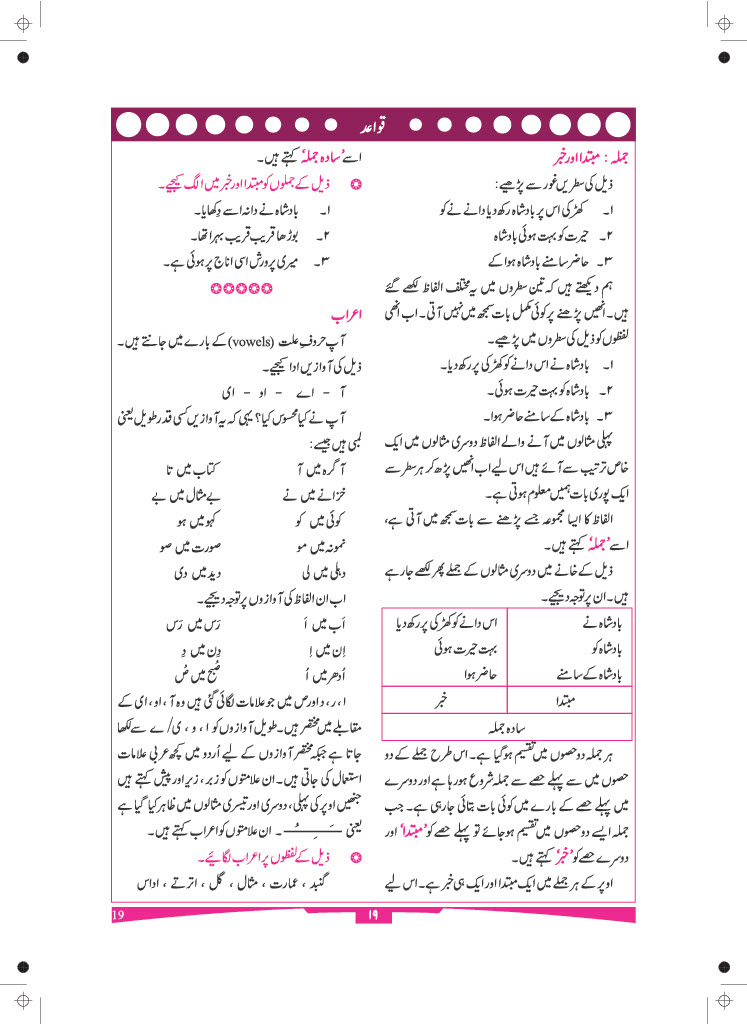 قواعد
جملہ : مبتدا اور خبر
ذیل کی سطریں غور سے پڑھیے :
۱۔ کھڑکی اس پر بادشاہ رکھ دیا دانے نے کو
۲۔ حیرت کو بہت ہوئی بادشاہ
۳۔ حاضر سامنے بادشاہ ہوا کے
ہم دیکھتے ہیں کہ تین سطروں میں یہ مختلف الفاظ لکھے گئے
ہیں۔ انھیں پڑھنے پر کوئی مکمل بات سمجھ میں نہیں آتی۔ اب انھی
لفظوں کو ذیل کی سطروں میں پڑھیے۔
۱۔ بادشاہ نے اس دانے کو کھڑکی پر رکھ دیا۔
۲۔ بادشاہ کو بہت حیرت ہوئی۔
۳۔ بادشاہ کے سامنے حاضر ہوا۔
پہلی مثالوں میں آنے والے الفاظ دوسری مثالوں میں ایک
خاص ترتیب سے آئے ہیں اس لیے اب انھیں پڑھ کر ہر سطر سے
ایک پوری بات ہمیں معلوم ہوتی ہے۔
الفاظ کا ایسا مجموعہ جسے پڑھنے سے بات سمجھ میں آتی ہے،
اسے 'جملہ' کہتے ہیں۔
ذیل کے خانے میں دوسری مثالوں کے جملے پھر لکھے جارہے
ہیں۔ ان پر توجہ دیجیے۔
بادشاہ نے اس دانے کو کھڑکی پر رکھ دیا
بادشاہ کو بہت حیرت ہوئی
بادشاہ کے سامنے حاضر ہوا
مبتدا خبر
سادہ جملہ
ہر جملہ دو حصوں میں تقسیم ہوگیا ہے۔ اس طرح جملے کے دو
حصوں میں سے پہلے حصے سے جملہ شروع ہورہا ہے اور دوسرے
میں پہلے حصے کے بارے میں کوئی بات بتائی جارہی ہے۔ جب
جملہ ایسے دو حصوں میں تقسیم ہوجائے تو پہلے حصے کو 'مبتدا' اور
دوسرے حصے کو 'خبر' کہتے ہیں۔
اوپر کے ہر جملے میں ایک مبتدا اور ایک ہی خبر ہے۔ اس لیے
اسے 'سادہ جملہ' کہتے ہیں۔
❂ ذیل کے جملوں کو مبتدا اور خبر میں الگ کیجیے۔
۱۔ بادشاہ نے دانہ اسے دِکھایا۔
۲۔ بوڑھا قریب قریب بہرا تھا۔
۳۔ میری پرورش اسی اناج پر ہوئی ہے۔
❂❂❂❂❂
اعراب
آپ حروفِ علت (vowels) کے بارے میں جانتے ہیں۔
ذیل کی آوازیں ادا کیجیے۔
آ - اے - او - ای
آپ نے کیا محسوس کیا؟ یہی کہ یہ آوازیں کسی قدر طویل یعنی
لمبی ہیں جیسے :
آگرہ میں آ کتاب میں تا
خزانے میں نے بے مثال میں بے
کوئی میں کو کہو میں ہو
نمونہ میں مو صورت میں صو
دہلی میں لی دید میں دی
اب ان الفاظ کی آوازوں پر توجہ دیجیے۔
اَب میں اَ رَس میں رَس
اِن میں اِ دِن میں دِ
اُدھر میں اُ صُبح میں صُ
ا، ر، د اور ص میں جو علامات لگائی گئی ہیں وہ آ، او، ای کے
مقابلے میں مختصر ہیں۔ طویل آوازوں کو ا، و، ی/ے سے لکھا
جاتا ہے جبکہ مختصر آوازوں کے لیے اُردو میں کچھ عربی علامات
استعمال کی جاتی ہیں۔ ان علامتوں کو زبر، زیر اور پیش کہتے ہیں
جنھیں اوپر کی پہلی، دوسری اور تیسری مثالوں میں ظاہر کیا گیا ہے
یعنی ـَـِـُـ ۔ ان علامتوں کو اعراب کہتے ہیں۔
❂ ذیل کے لفظوں پر اعراب لگائیے۔
گنبد ، عمارت ، مثال ، گل ، اترتے ، اداس
19
۱۹